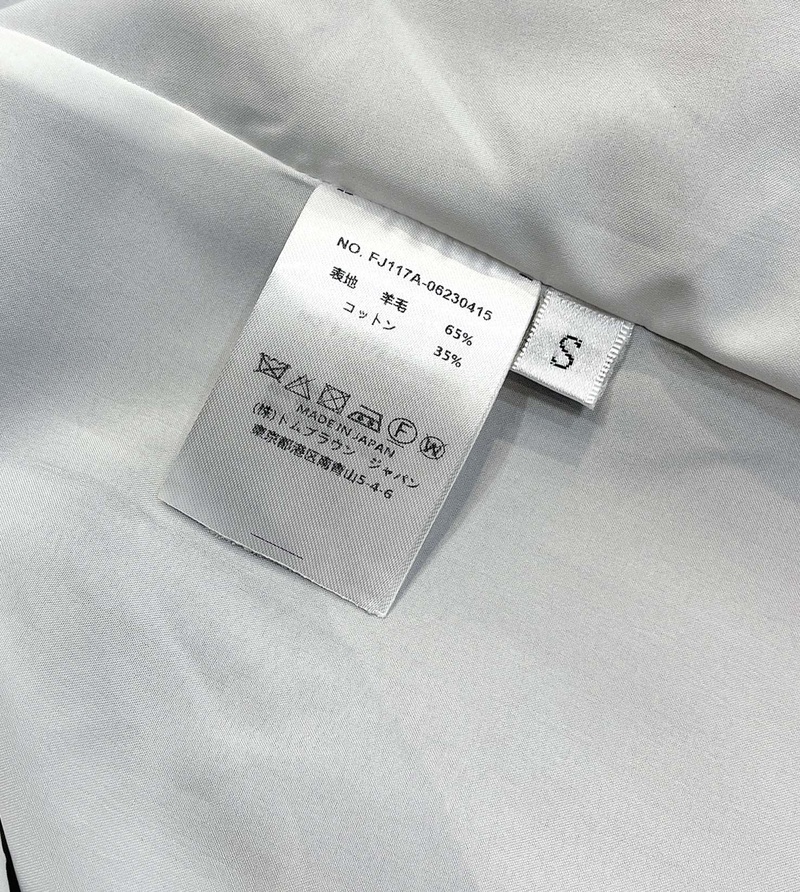 NO. FJ117A-06230415
表地 羊毛 65%
コットン 35%
F W
MADE IN JAPAN
(株)トムブラウン ジャパン
東京都港区南青山5-4-6
S